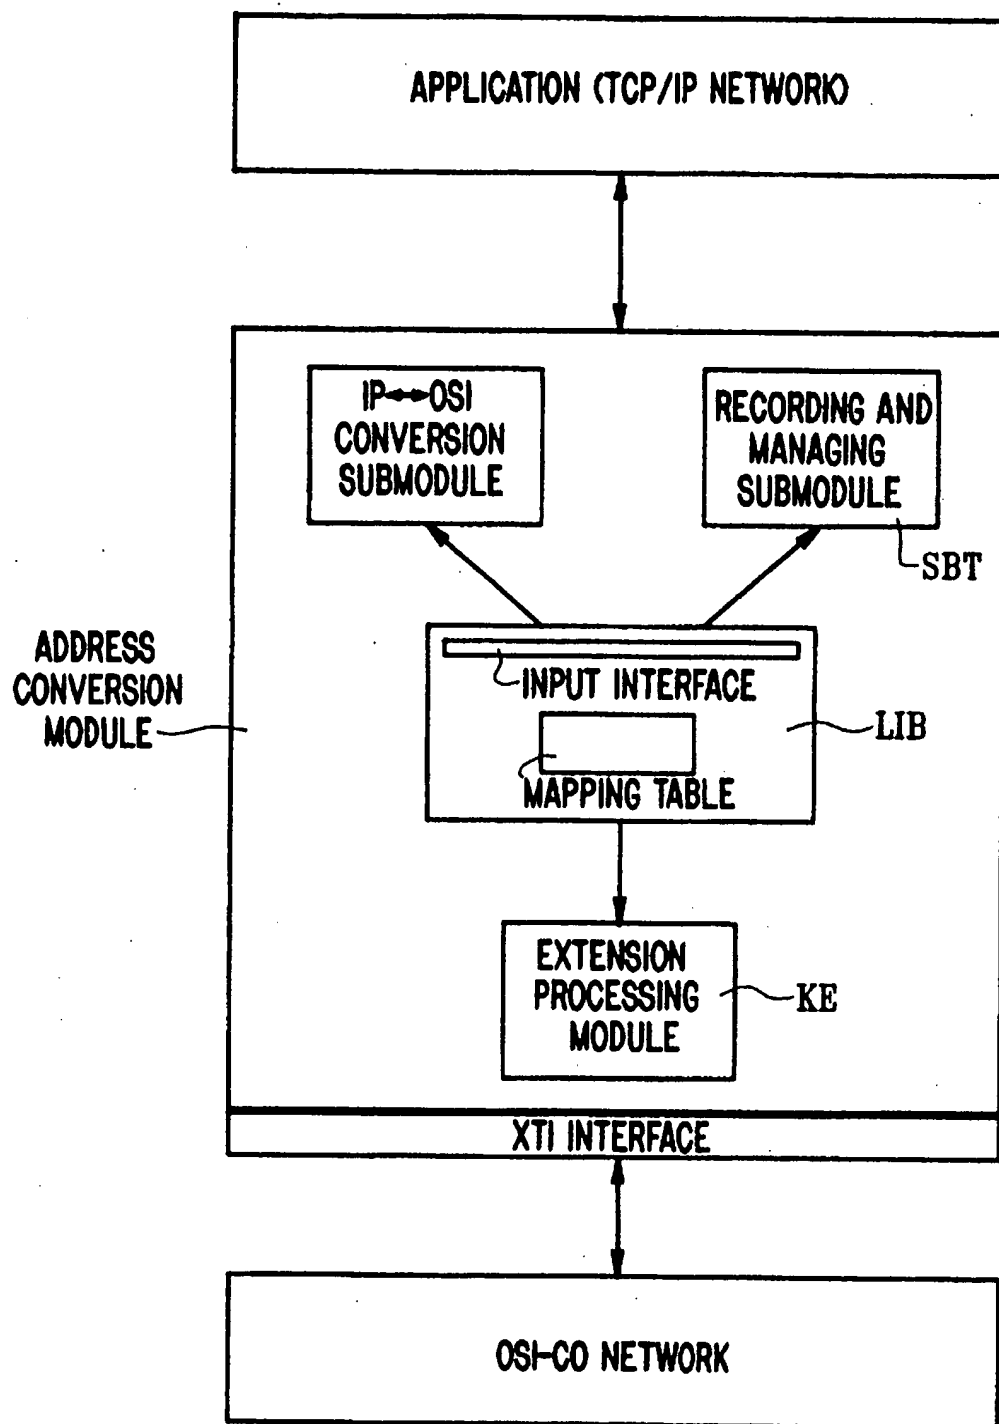 APPLICATION (TCP/IP NETWORK)
IP↔OSI
CONVERSION
SUBMODULE
RECORDING AND
MANAGING
SUBMODULE
SBT
ADDRESS
CONVERSION
MODULE
INPUT INTERFACE
LIB
MAPPING TABLE
EXTENSION
PROCESSING
MODULE
KE
XTI INTERFACE
OSI-CO NETWORK